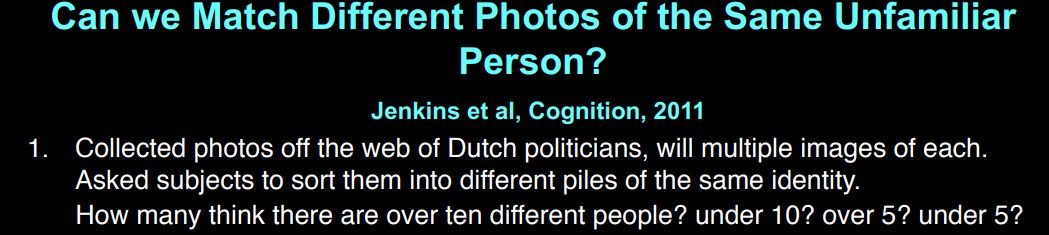 Can we Match Different Photos of the Same Unfamiliar
Person?
Jenkins et al, Cognition, 2011
1. Collected photos off the web of Dutch politicians, will multiple images of each.
Asked subjects to sort them into different piles of the same identity.
How many think there are over ten different people? under 10? over 5? under 5?